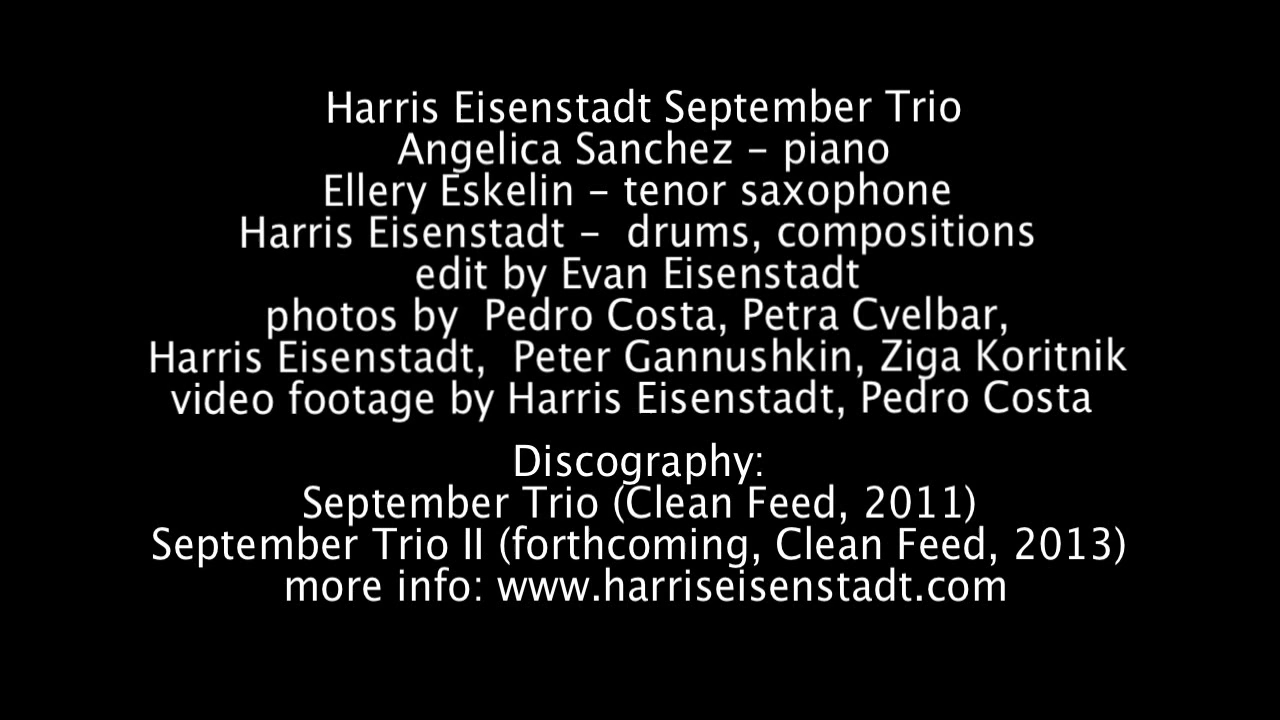 Harris Eisenstadt September Trio
Angelica Sanchez – piano
Ellery Eskelin – tenor saxophone
Harris Eisenstadt –  drums, compositions
edit by Evan Eisenstadt
photos by  Pedro Costa, Petra Cvelbar,
Harris Eisenstadt,  Peter Gannushkin, Ziga Koritnik
video footage by Harris Eisenstadt, Pedro Costa
Discography:
September Trio (Clean Feed, 2011)
September Trio II (forthcoming, Clean Feed, 2013)
more info: www.harriseisenstadt.com